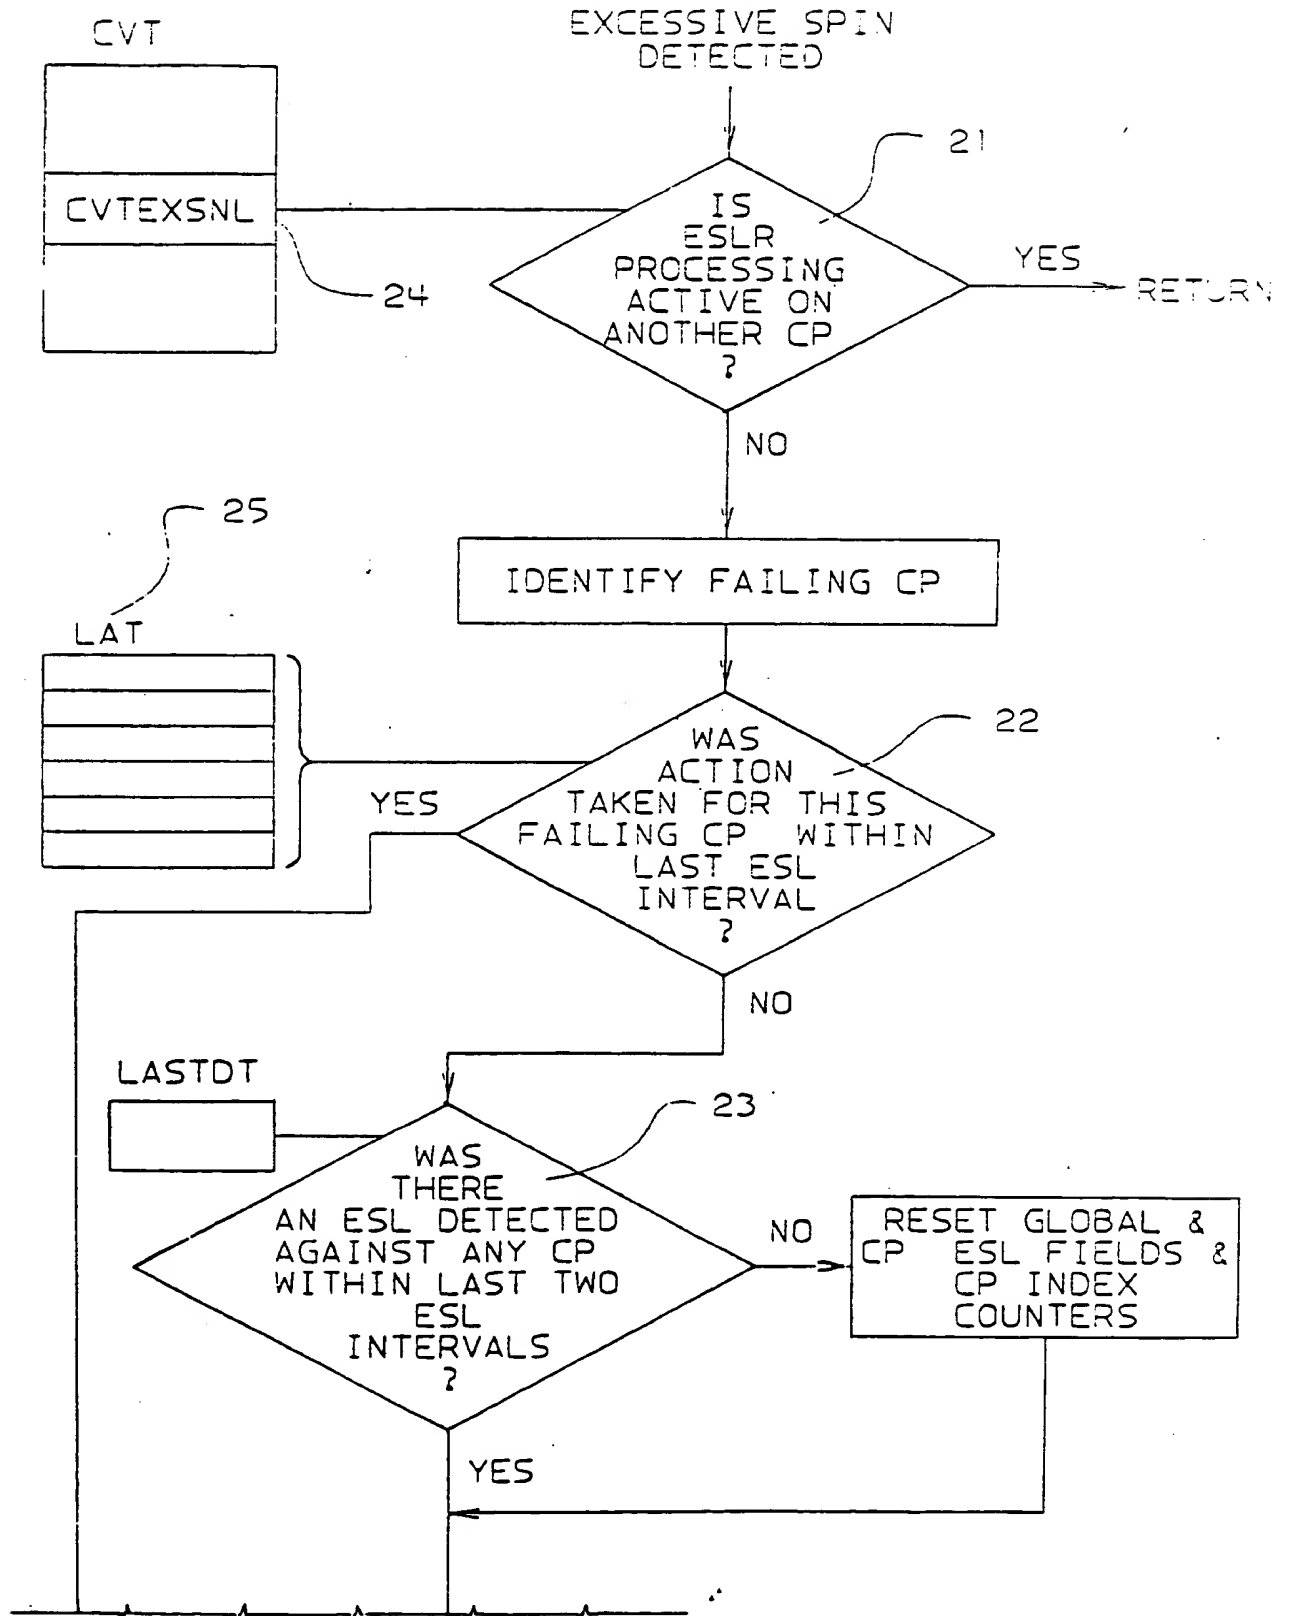 CVT
EXCESSIVE SPIN
DETECTED
21
CVTEXSNL
24
IS
ESLR
PROCESSING
ACTIVE ON
ANOTHER CP
?
YES
RETURN
NO
25
IDENTIFY FAILING CP
LAT
22
WAS
ACTION
TAKEN FOR THIS
FAILING CP WITHIN
LAST ESL
INTERVAL
?
YES
NO
LASTDT
23
WAS
THERE
AN ESL DETECTED
AGAINST ANY CP
WITHIN LAST TWO
ESL
INTERVALS
?
NO
RESET GLOBAL &
CP ESL FIELDS &
CP INDEX
COUNTERS
YES